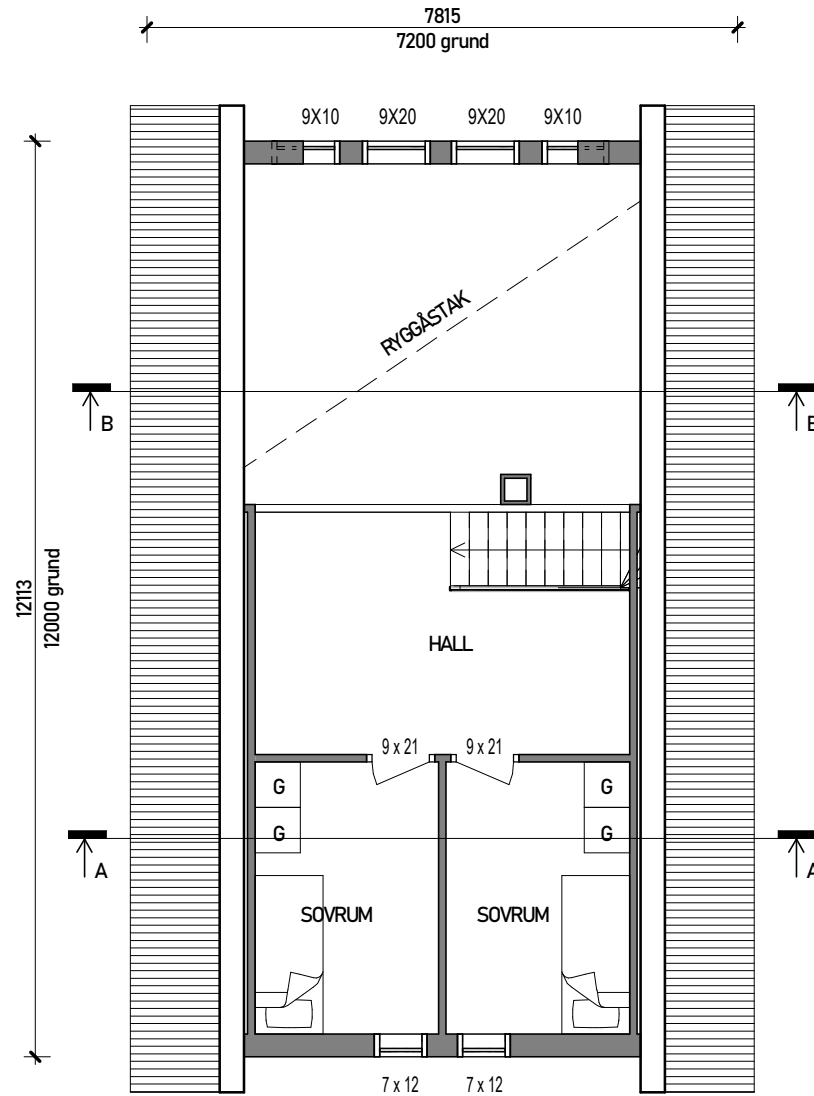 7815
7200 grund
9X10 9X20 9X20 9X10
RYGGÅSTAK
B B
12113
12000 grund
HALL
9 x 21 9 x 21
G G
G G
A A
SOVRUM SOVRUM
7 x 12 7 x 12